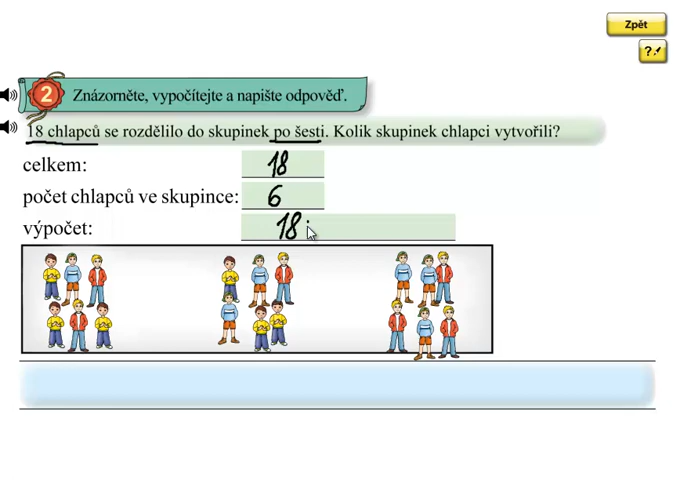 Zpět
?
2 Znázorněte, vypočítejte a napište odpověď.
18 chlapců se rozdělilo do skupinek po šesti. Kolik skupinek chlapci vytvořili?
celkem: 18
počet chlapců ve skupince: 6
výpočet: 18